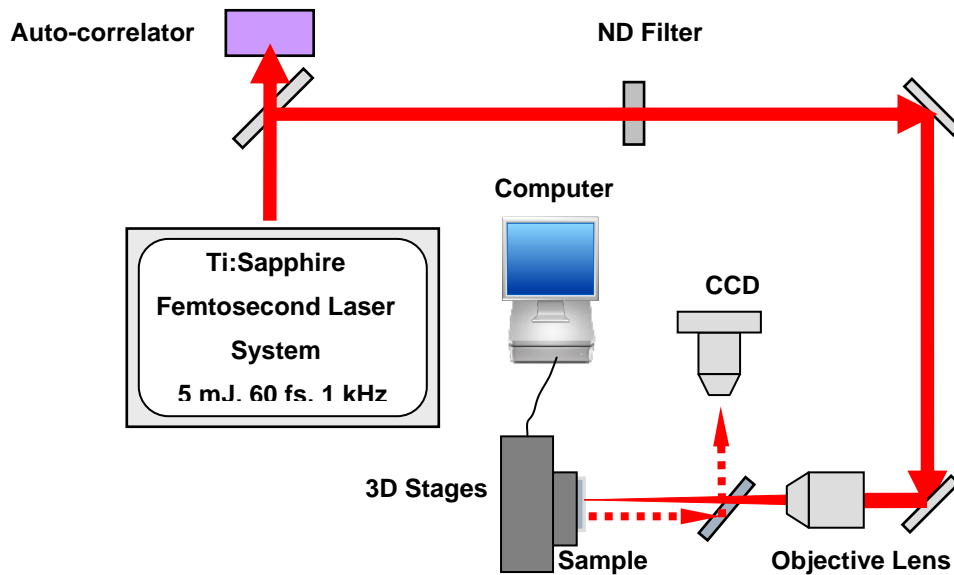 Auto-correlator
ND Filter
Computer
Ti:Sapphire
Femtosecond Laser
System
5 mJ, 60 fs, 1 kHz
CCD
3D Stages
Sample
Objective Lens